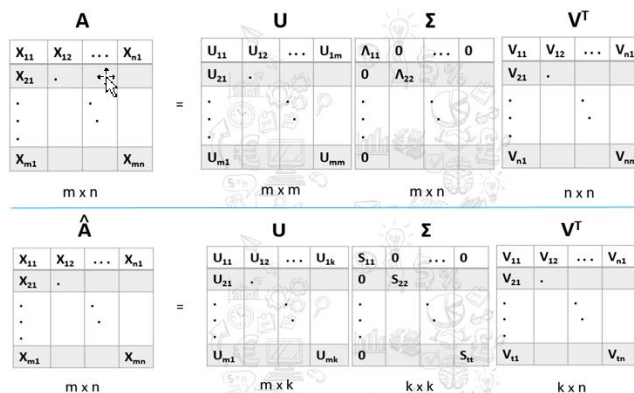 A U Σ Vᵀ
X₁₁ X₁₂ ... Xₙ₁ U₁₁ U₁₂ ... U₁ₘ Λ₁₁ 0 ... 0 V₁₁ V₁₂ ... Vₙ₁
X₂₁ . U₂₁ . 0 Λ₂₂ V₂₁ .
=
Xₘ₁ Xₘₙ Uₘ₁ Uₘₘ 0 Vₙ₁ Vₙₙ
m x n m x m m x n n x n
Â U Σ Vᵀ
X₁₁ X₁₂ ... Xₙ₁ U₁₁ U₁₂ ... U₁ₖ S₁₁ 0 ... 0 V₁₁ V₁₂ ... Vₙ₁
X₂₁ . U₂₁ . 0 S₂₂ V₂₁ .
=
Xₘ₁ Xₘₙ Uₘ₁ Uₘₖ 0 Sₜₜ Vₜ₁ Vₜₙ
m x n m x k k x k k x n